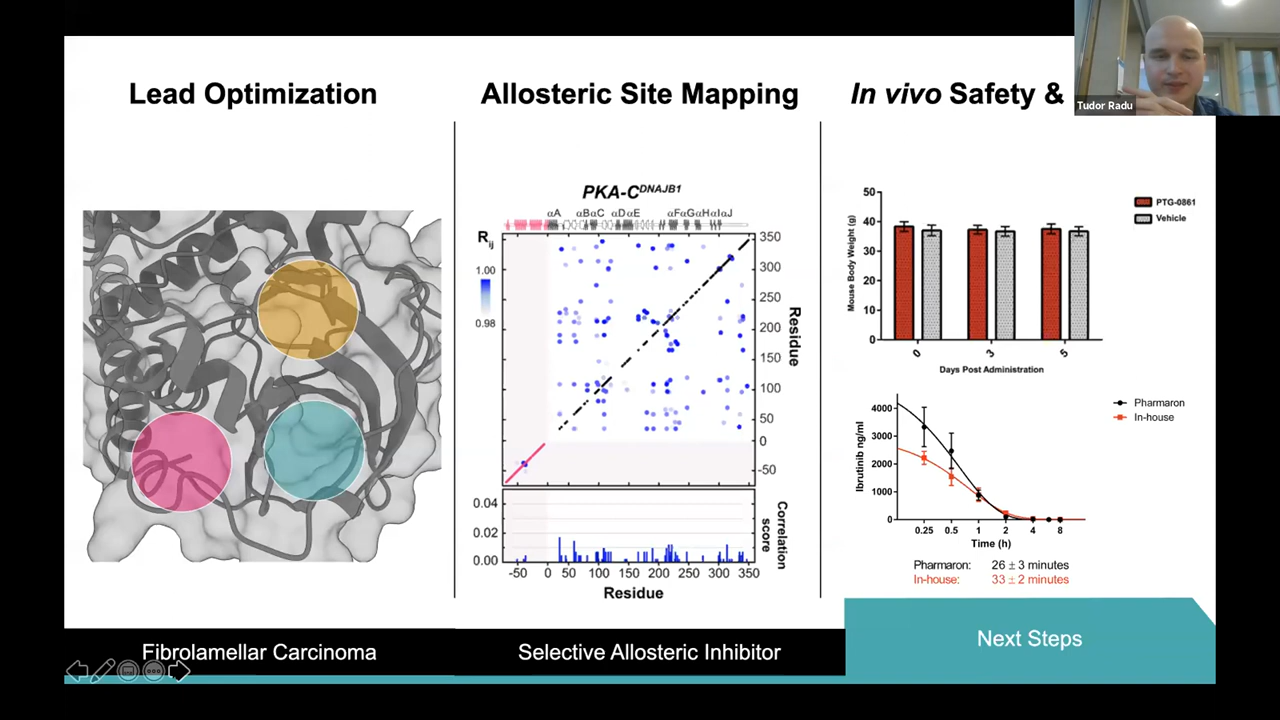 Lead Optimization
Allosteric Site Mapping
In vivo Safety &
Tudor Radu
PKA-C^DNAJB1
αA αBαC αDαE αFαGαHαIαJ
R_ij
1.00
0.98
350
300
250
200
150
100
50
0
-50
Residue
0.04
0.02
0.00
Correlation score
-50 0 50 100 150 200 250 300 350
Residue
50
40
30
20
10
0
Mouse Body Weight (g)
0 3 5
Days Post Administration
PTG-0861
Vehicle
4000
3000
2000
1000
0
Ibrutinib ng/ml
0.25 0.5 1 2 4 8
Time (h)
Pharmaron
In-house
Pharmaron: 26 ± 3 minutes
In-house: 33 ± 2 minutes
Fibrolamellar Carcinoma
Selective Allosteric Inhibitor
Next Steps